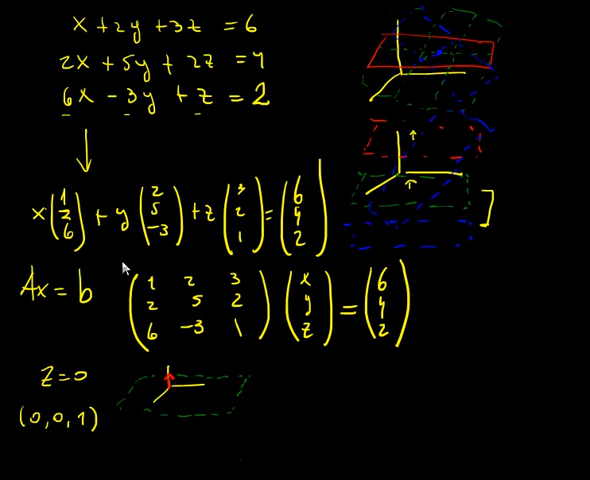 x + 2y + 3z = 6
2x + 5y + 2z = 4
6x - 3y + z = 2
x (1 2 6) + y (2 5 -3) + z (3 2 1) = (6 4 2)
Ax = b
(1 2 3
2 5 2
6 -3 1) (x y z) = (6 4 2)
z = 0
(0, 0, 1)